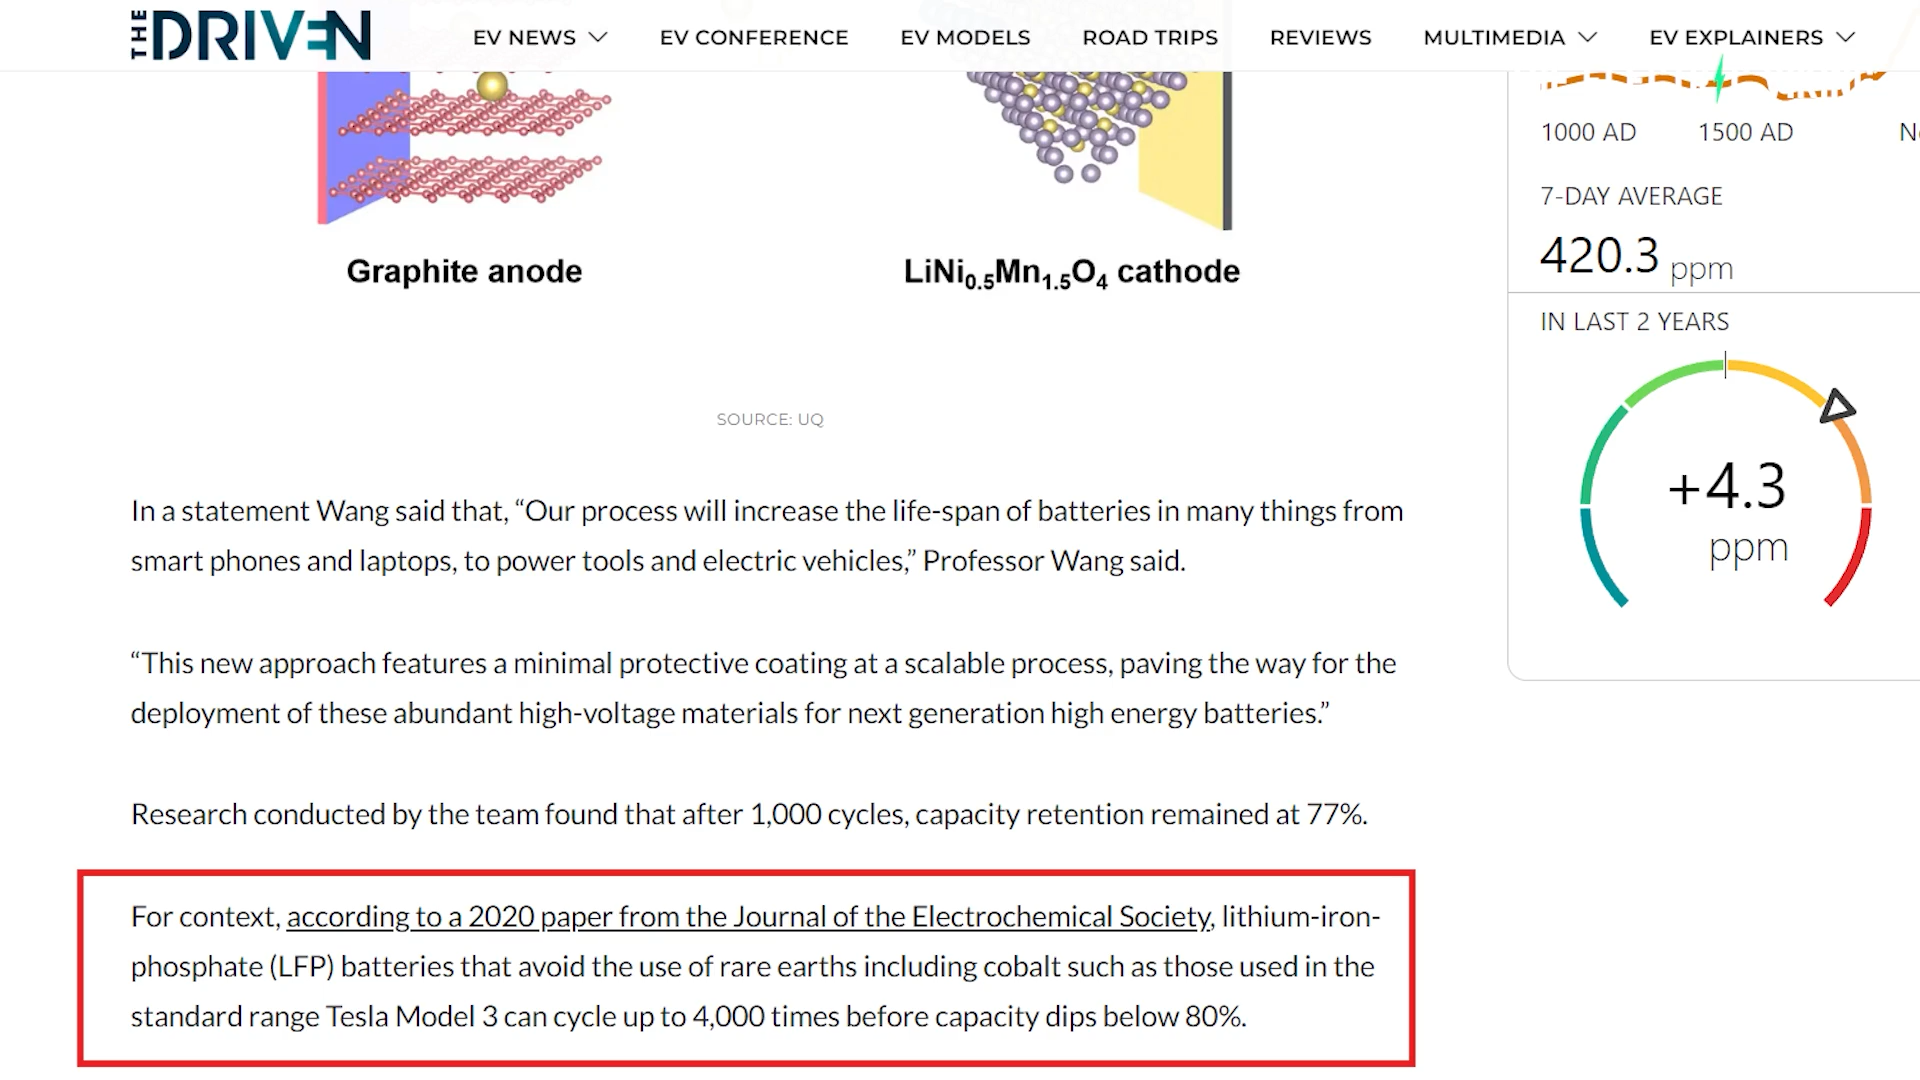 THE DRIVEN
EV NEWS
EV CONFERENCE
EV MODELS
ROAD TRIPS
REVIEWS
MULTIMEDIA
EV EXPLAINERS
Graphite anode
LiNi0.5Mn1.5O4 cathode
SOURCE: UQ
In a statement Wang said that, “Our process will increase the life-span of batteries in many things from
smart phones and laptops, to power tools and electric vehicles,” Professor Wang said.
“This new approach features a minimal protective coating at a scalable process, paving the way for the
deployment of these abundant high-voltage materials for next generation high energy batteries.”
Research conducted by the team found that after 1,000 cycles, capacity retention remained at 77%.
For context, according to a 2020 paper from the Journal of the Electrochemical Society, lithium-iron-
phosphate (LFP) batteries that avoid the use of rare earths including cobalt such as those used in the
standard range Tesla Model 3 can cycle up to 4,000 times before capacity dips below 80%.
1000 AD
1500 AD
7-DAY AVERAGE
420.3 ppm
IN LAST 2 YEARS
+4.3
ppm